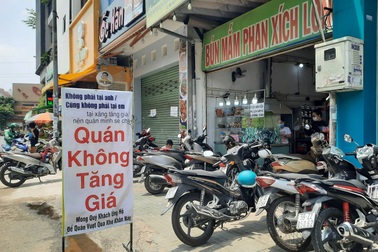 Không phải tại anh/
Cũng không phải tại em
tại xăng tăng giá
nên quán mình sẽ
Quán
Không
Tăng
Giá
Mong Quý Khách Ủng Hộ
Để Quán Vượt Qua Khó Khăn Này
BÚN MẮM PHAN XÍCH LONG